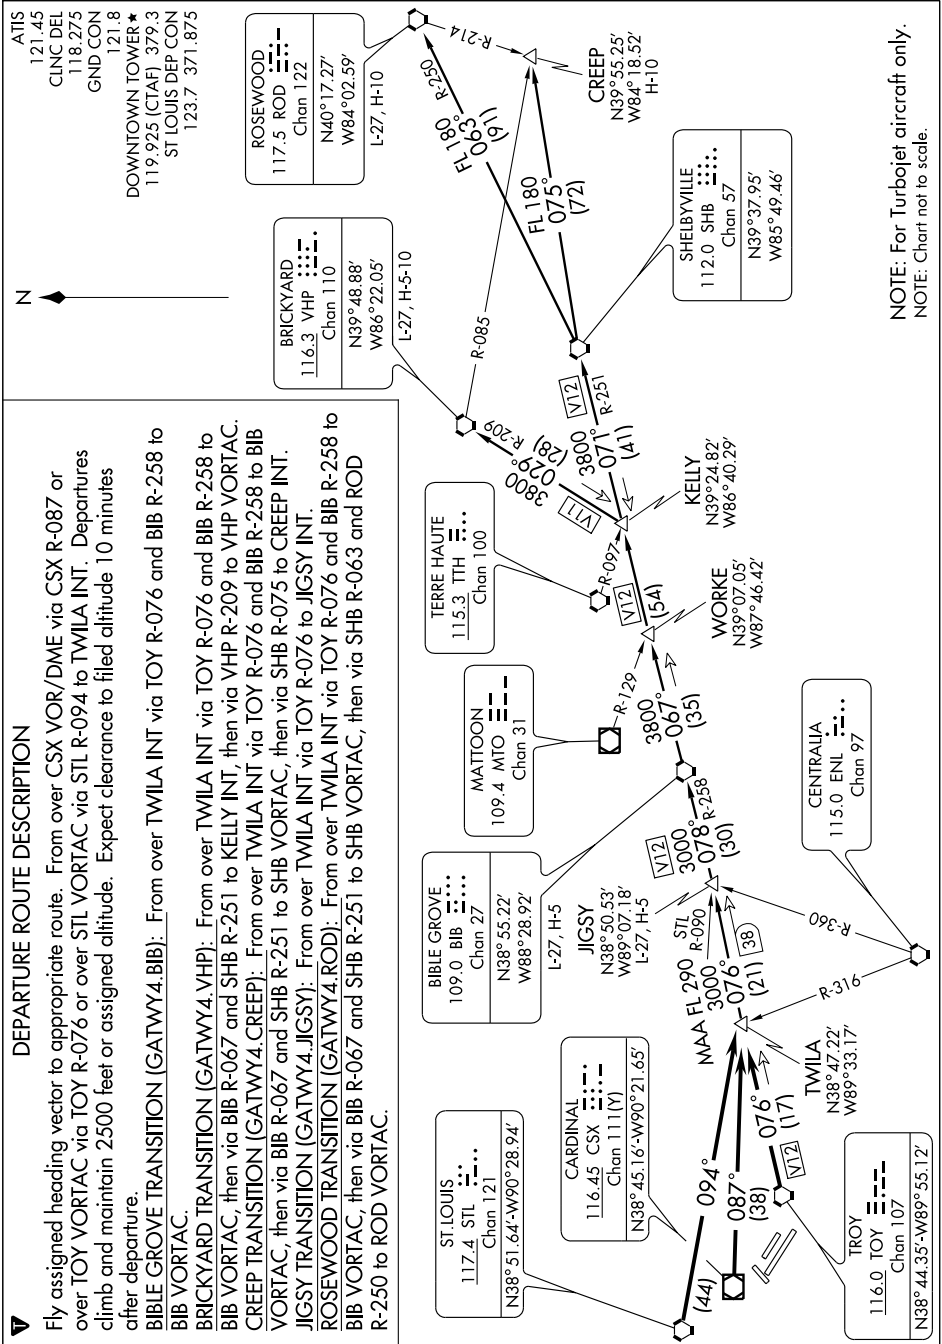 DEPARTURE ROUTE DESCRIPTION
Fly assigned heading vector to appropriate route. From over CSX VOR/DME via CSX R-087 or
over TOY VORTAC via TOY R-076 or over STL VORTAC via STL R-094 to TWILA INT. Departures
climb and maintain 2500 feet or assigned altitude. Expect clearance to filed altitude 10 minutes
after departure.
BIBLE GROVE TRANSITION (GATWY4.BIB): From over TWILA INT via TOY R-076 and BIB R-258 to
BIB VORTAC.
BRICKYARD TRANSITION (GATWY4.VHP): From over TWILA INT via TOY R-076 and BIB R-258 to
BIB VORTAC, then via BIB R-067 and SHB R-251 to KELLY INT, then via VHP R-209 to VHP VORTAC.
CREEP TRANSITION (GATWY4.CREEP): From over TWILA INT via TOY R-076 and BIB R-258 to BIB
VORTAC, then via BIB R-067 and SHB R-251 to SHB VORTAC, then via SHB R-075 to CREEP INT.
JIGSY TRANSITION (GATWY4.JIGSY): From over TWILA INT via TOY R-076 to JIGSY INT.
ROSEWOOD TRANSITION (GATWY4.ROD): From over TWILA INT via TOY R-076 and BIB R-258 to
BIB VORTAC, then via BIB R-067 and SHB R-251 to SHB VORTAC, then via SHB R-063 and ROD
R-250 to ROD VORTAC.
ATIS
121.45
CLNC DEL
118.275
GND CON
121.8
DOWNTOWN TOWER★
119.925 (CTAF) 379.3
ST LOUIS DEP CON
123.7 371.875
N
ROSEWOOD
117.5 ROD
Chan 122
N40°17.27'
W84°02.59'
L-27, H-10
BRICKYARD
116.3 VHP
Chan 110
N39°48.88'
W86°22.05'
L-27, H-5-10
R-214
R-250
FL 180
063°
(91)
CREEP
N39°55.25'
W84°18.52'
H-10
R-085
FL 180
075°
(72)
SHELBYVILLE
112.0 SHB
Chan 57
N39°37.95'
W85°49.46'
R-209
3800
029°
(28)
V11
V12
R-251
3800
071°
(41)
KELLY
N39°24.82'
W86°40.29'
TERRE HAUTE
115.3 TTH
Chan 100
R-097
V12
(54)
WORKE
N39°07.05'
W87°46.42'
MATTOON
109.4 MTO
Chan 31
R-129
3800
067°
(35)
BIBLE GROVE
109.0 BIB
Chan 27
N38°55.22'
W88°28.92'
L-27, H-5
V12
R-258
3000
078°
(30)
JIGSY
N38°50.53'
W89°07.18'
L-27, H-5
STL
R-090
38
MAA FL 290
3000
076°
(21)
CENTRALIA
115.0 ENL
Chan 97
R-360
R-316
TWILA
N38°47.22'
W89°33.17'
ST.LOUIS
117.4 STL
Chan 121
N38°51.64'-W90°28.94'
CARDINAL
116.45 CSX
Chan 111(Y)
N38°45.16'-W90°21.65'
094°
(44)
087°
(38)
076°
(17)
V12
TROY
116.0 TOY
Chan 107
N38°44.35'-W89°55.12'
NOTE: For Turbojet aircraft only.
NOTE: Chart not to scale.